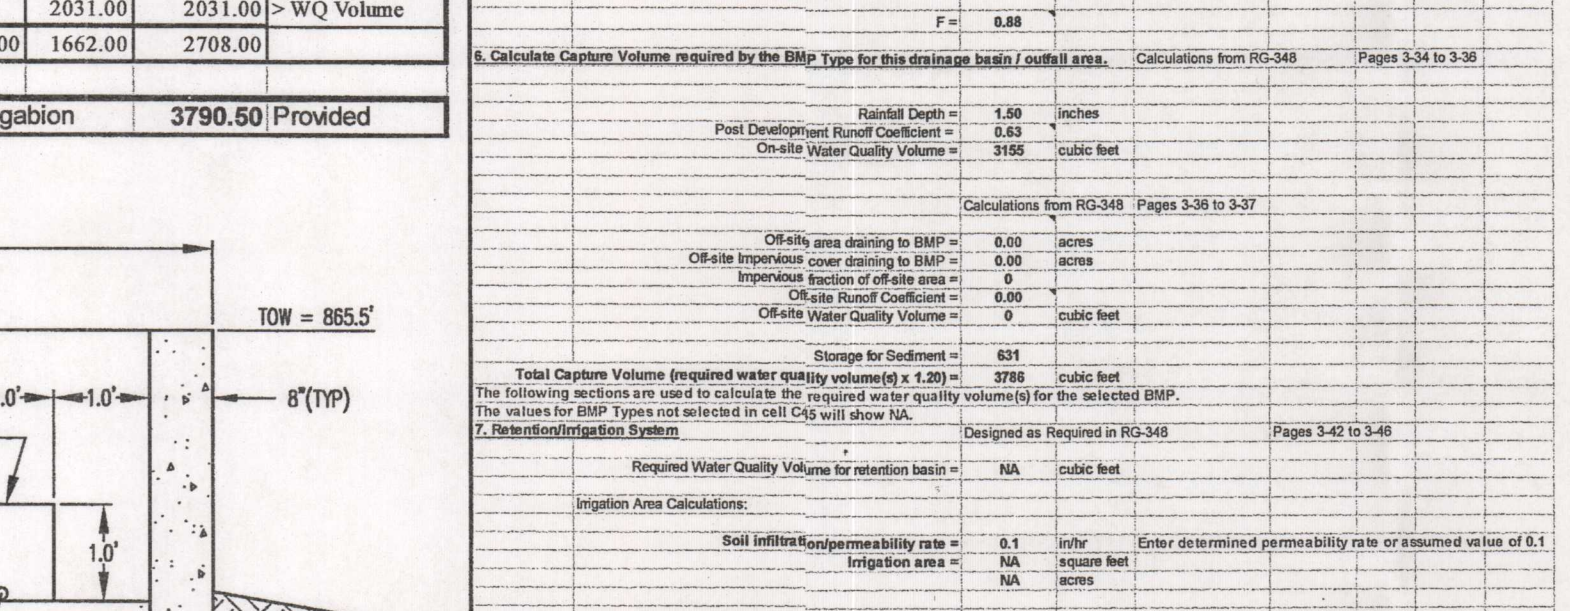 2031.00 2031.00 > WQ Volume
00 1662.00 2708.00
gabion 3790.50 Provided
TOW = 865.5'
.0' 1.0' 8"(TYP)
1.0'
F = 0.88
6. Calculate Capture Volume required by the BMP Type for this drainage basin / outfall area. Calculations from RG-348 Pages 3-34 to 3-36
Rainfall Depth = 1.50 inches
Post Development Runoff Coefficient = 0.63
On-site Water Quality Volume = 3155 cubic feet
Calculations from RG-348 Pages 3-36 to 3-37
Off-site area draining to BMP = 0.00 acres
Off-site Impervious cover draining to BMP = 0.00 acres
Impervious fraction of off-site area = 0
Off-site Runoff Coefficient = 0.00
Off-site Water Quality Volume = 0 cubic feet
Storage for Sediment = 631
Total Capture Volume (required water quality volume(s) x 1.20) = 3786 cubic feet
The following sections are used to calculate the required water quality volume(s) for the selected BMP.
The values for BMP Types not selected in cell C45 will show NA.
7. Retention/Irrigation System Designed as Required in RG-348 Pages 3-42 to 3-46
Required Water Quality Volume for retention basin = NA cubic feet
Irrigation Area Calculations:
Soil infiltration/permeability rate = 0.1 in/hr Enter determined permeability rate or assumed value of 0.1
Irrigation area = NA square feet
NA acres